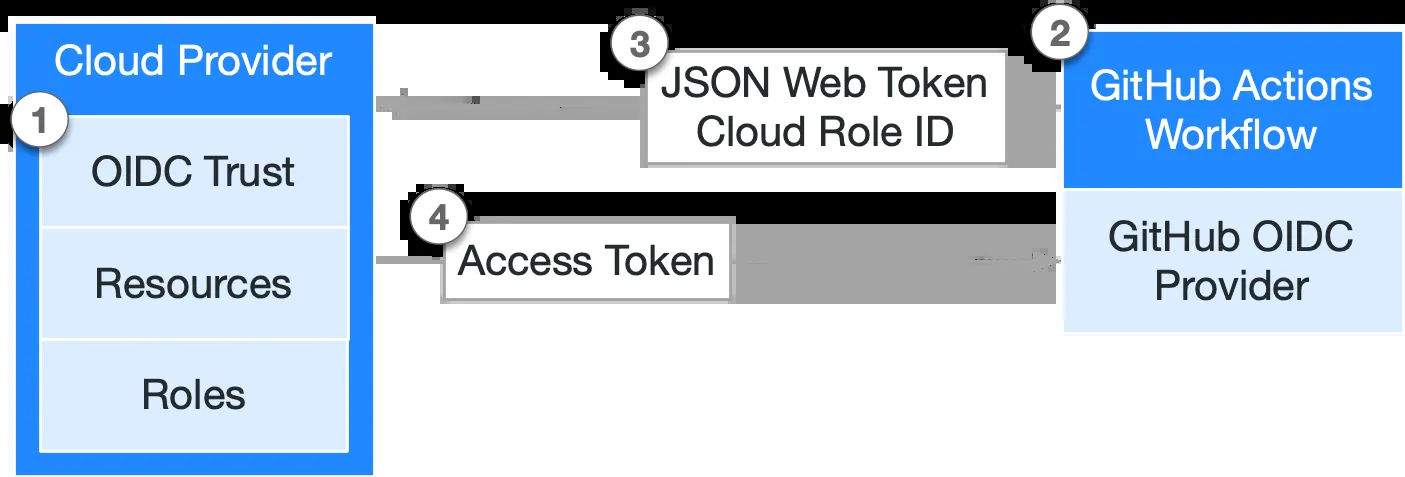 Cloud Provider
1
OIDC Trust
Resources
Roles
3
JSON Web Token
Cloud Role ID
4
Access Token
2
GitHub Actions
Workflow
GitHub OIDC
Provider